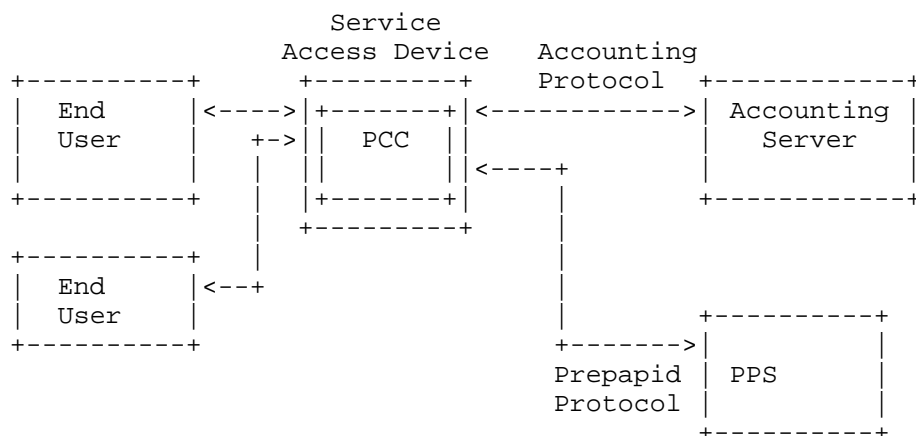 Service
Access Device
Accounting
Protocol
End
User
PCC
Accounting
Server
End
User
Prepapid
Protocol
PPS